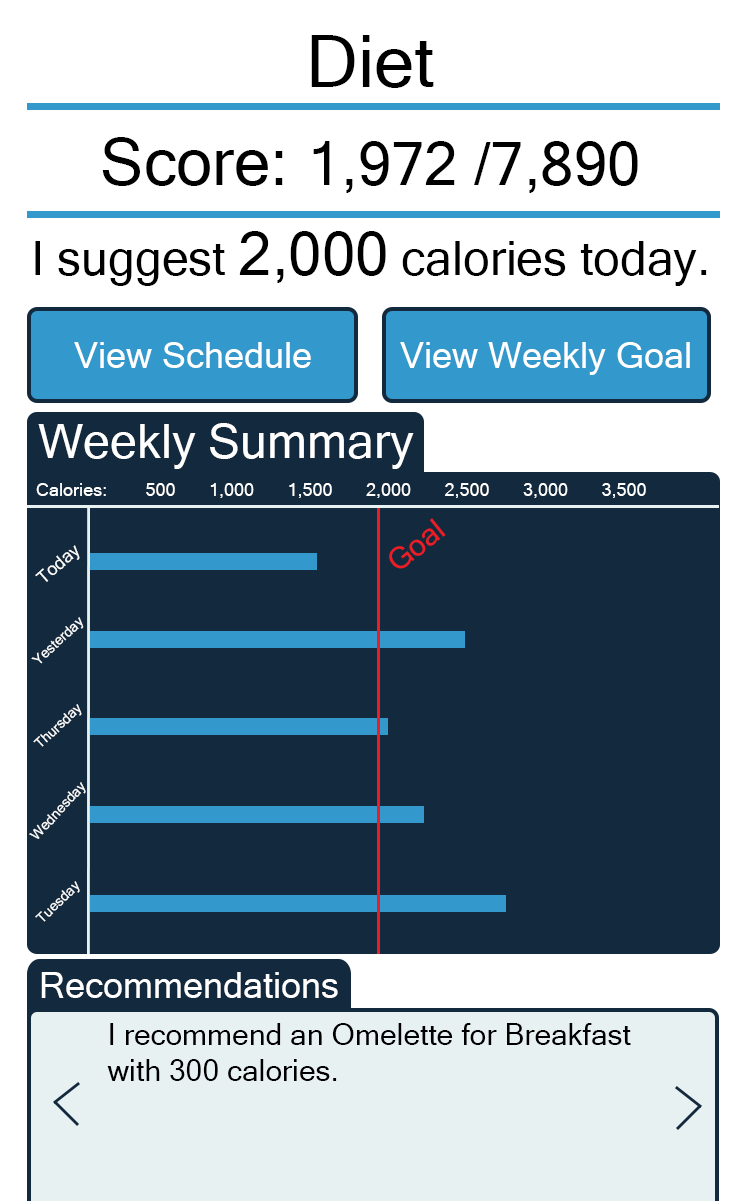 Diet
Score: 1,972 /7,890
I suggest 2,000 calories today.
View Schedule
View Weekly Goal
Weekly Summary
Calories: 500 1,000 1,500 2,000 2,500 3,000 3,500
Goal
Today
Yesterday
Thursday
Wednesday
Tuesday
Recommendations
I recommend an Omelette for Breakfast
with 300 calories.